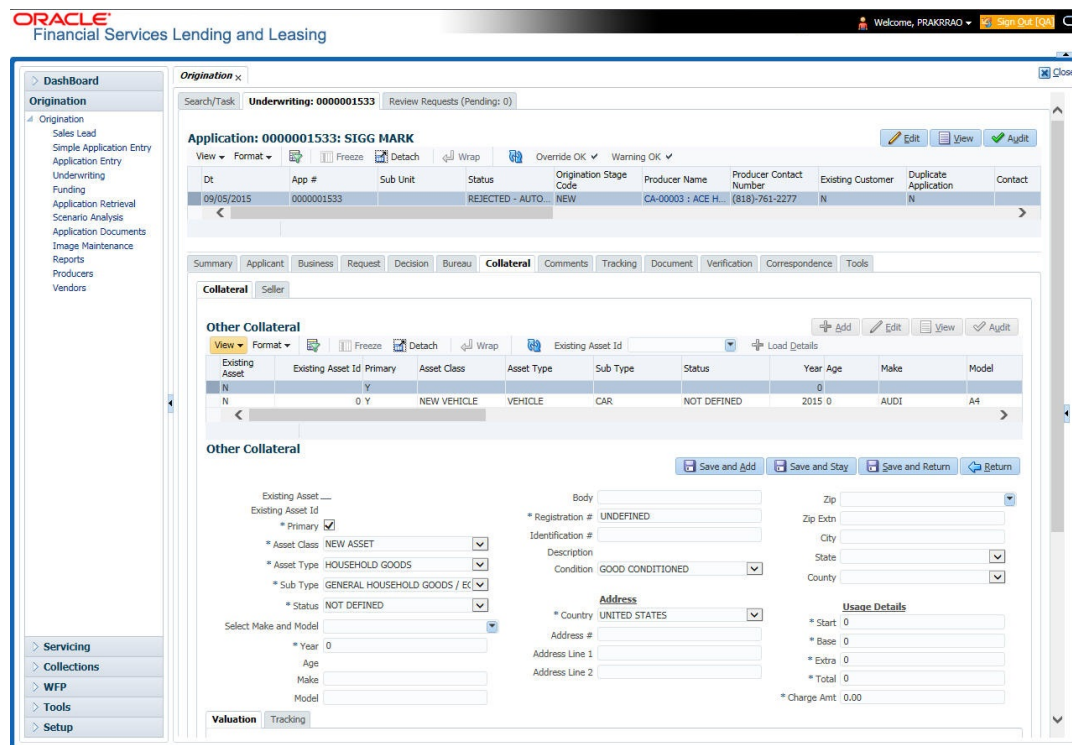 ORACLE®
Financial Services Lending and Leasing
Welcome, PRAKRRAO Sign Out [QA]
Close
DashBoard
Origination
Origination
Sales Lead
Simple Application Entry
Application Entry
Underwriting
Funding
Application Retrieval
Scenario Analysis
Application Documents
Image Maintenance
Reports
Producers
Vendors
Servicing
Collections
WFP
Tools
Setup
Origination x
Search/Task Underwriting: 0000001533 Review Requests (Pending: 0)
Application: 0000001533: SIGG MARK
Edit View Audit
View Format Freeze Detach Wrap Override OK Warning OK
Dt App # Sub Unit Status Origination Stage Code Producer Name Producer Contact Number Existing Customer Duplicate Application Contact
09/05/2015 0000001533 REJECTED - AUTO... NEW CA-00003 : ACE H... (818)-761-2277 N N
Summary Applicant Business Request Decision Bureau Collateral Comments Tracking Document Verification Correspondence Tools
Collateral Seller
Other Collateral
Add Edit View Audit
View Format Freeze Detach Wrap Existing Asset Id Load Details
Existing Asset Existing Asset Id Primary Asset Class Asset Type Sub Type Status Year Age Make Model
N Y 0
N 0 Y NEW VEHICLE VEHICLE CAR NOT DEFINED 2015 0 AUDI A4
Other Collateral
Save and Add Save and Stay Save and Return Return
Existing Asset
Existing Asset Id
* Primary
* Asset Class NEW ASSET
* Asset Type HOUSEHOLD GOODS
* Sub Type GENERAL HOUSEHOLD GOODS / EC
* Status NOT DEFINED
Select Make and Model
* Year 0
Age
Make
Model
Body
* Registration # UNDEFINED
Identification #
Description
Condition GOOD CONDITIONED
Address
* Country UNITED STATES
Address #
Address Line 1
Address Line 2
Zip
Zip Extn
City
State
County
Usage Details
* Start 0
* Base 0
* Extra 0
* Total 0
* Charge Amt 0.00
Valuation Tracking